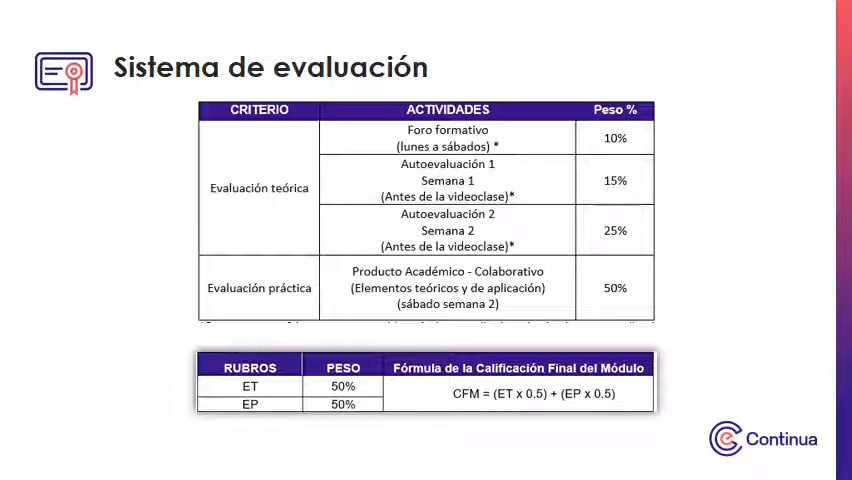 Sistema de evaluación
CRITERIO ACTIVIDADES Peso %
Evaluación teórica
Foro formativo
(lunes a sábados) *
10%
Autoevaluación 1
Semana 1
(Antes de la videoclase)*
15%
Autoevaluación 2
Semana 2
(Antes de la videoclase)*
25%
Evaluación práctica
Producto Académico - Colaborativo
(Elementos teóricos y de aplicación)
(sábado semana 2)
50%
RUBROS PESO Fórmula de la Calificación Final del Módulo
ET 50%
EP 50%
CFM = (ET x 0.5) + (EP x 0.5)
Continua